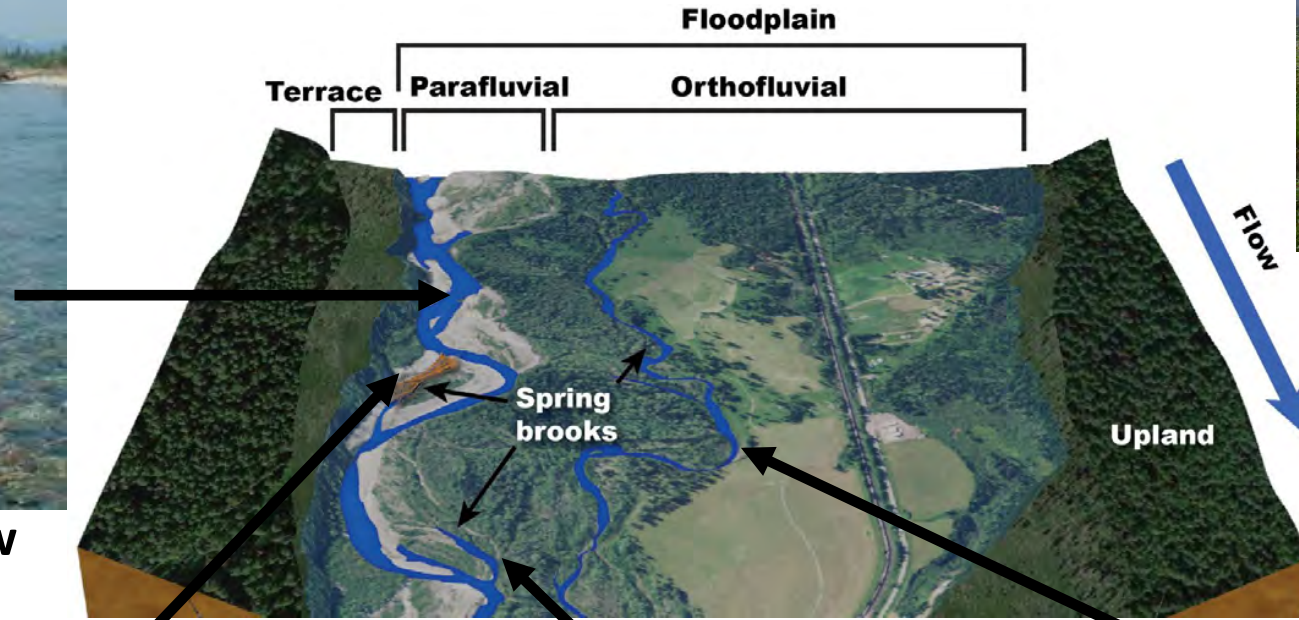 Floodplain
Terrace
Parafluvial
Orthofluvial
Flow
Spring
brooks
Upland